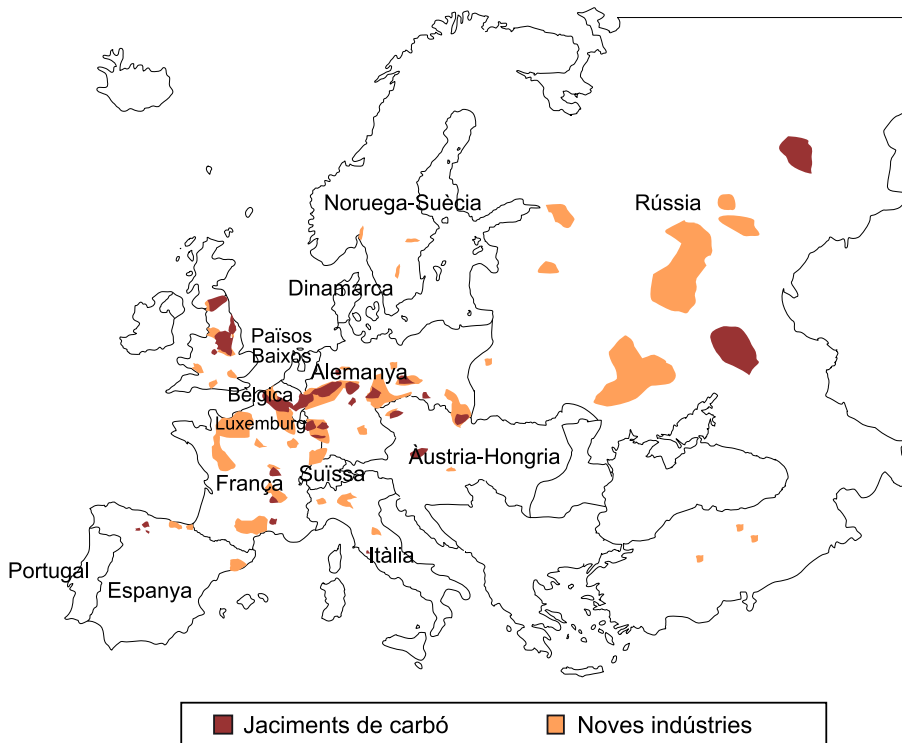 Noruega-Suècia
Rússia
Dinamarca
Països
Baixos
Alemanya
Bèlgica
Luxemburg
Àustria-Hongria
Suïssa
França
Itàlia
Portugal
Espanya
Jaciments de carbó
Noves indústries